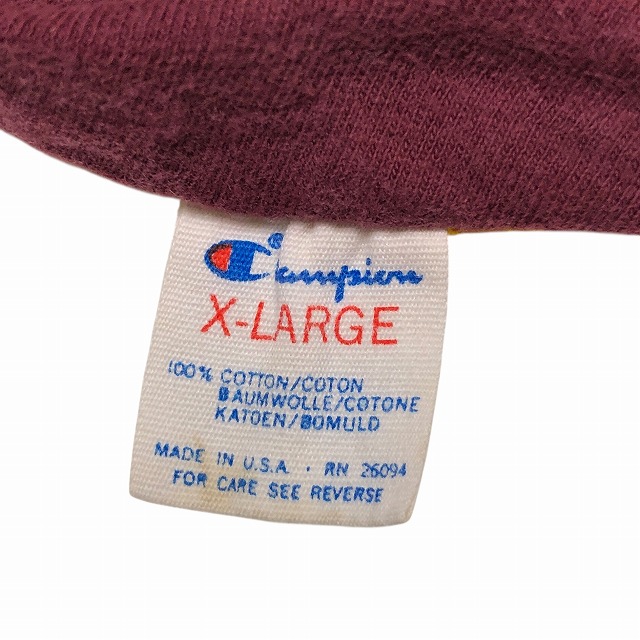 Champion®
X-LARGE
100% COTTON/COTON
BAUMWOLLE/COTONE
KATOEN/BOMULD
MADE IN U.S.A. • RN 26094
FOR CARE SEE REVERSE